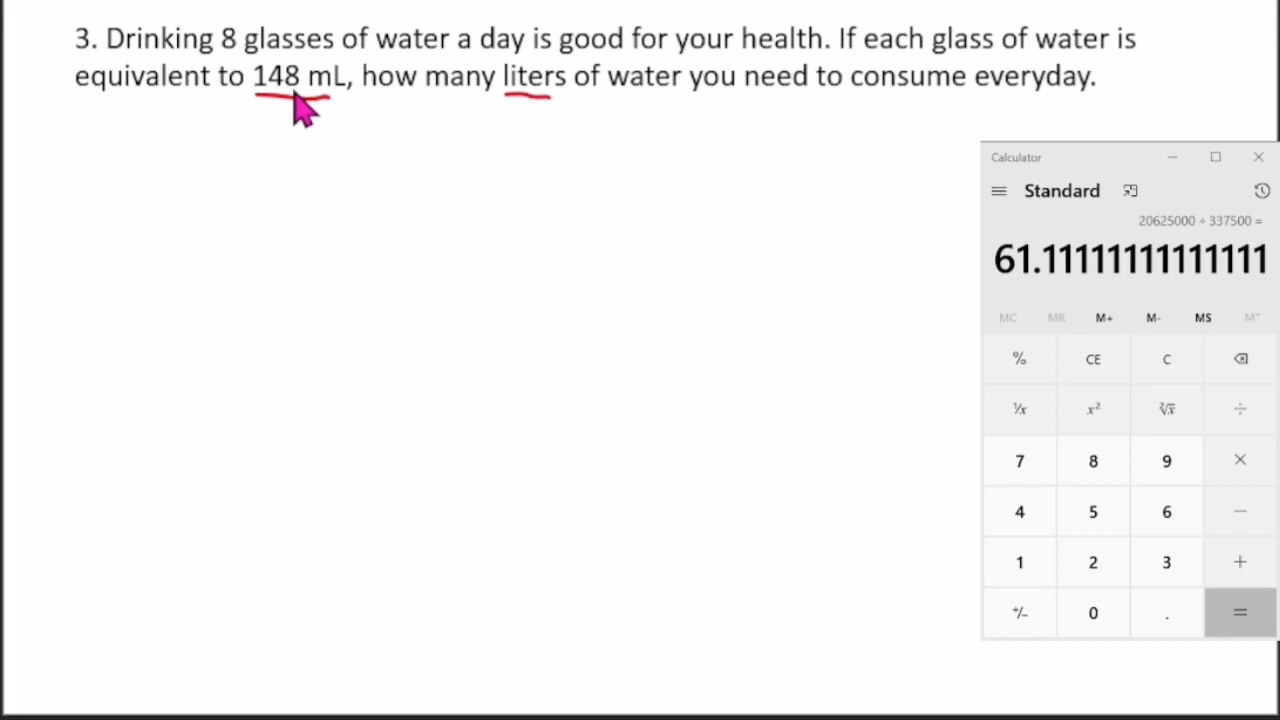 3. Drinking 8 glasses of water a day is good for your health. If each glass of water is
equivalent to 148 mL, how many liters of water you need to consume everyday.
Calculator
Standard
20625000 ÷ 337500 =
61.11111111111111
MC MR M+ M- MS M˅
% CE C
¹/x x² ²√x ÷
7 8 9 ×
4 5 6 −
1 2 3 +
+/- 0 . =